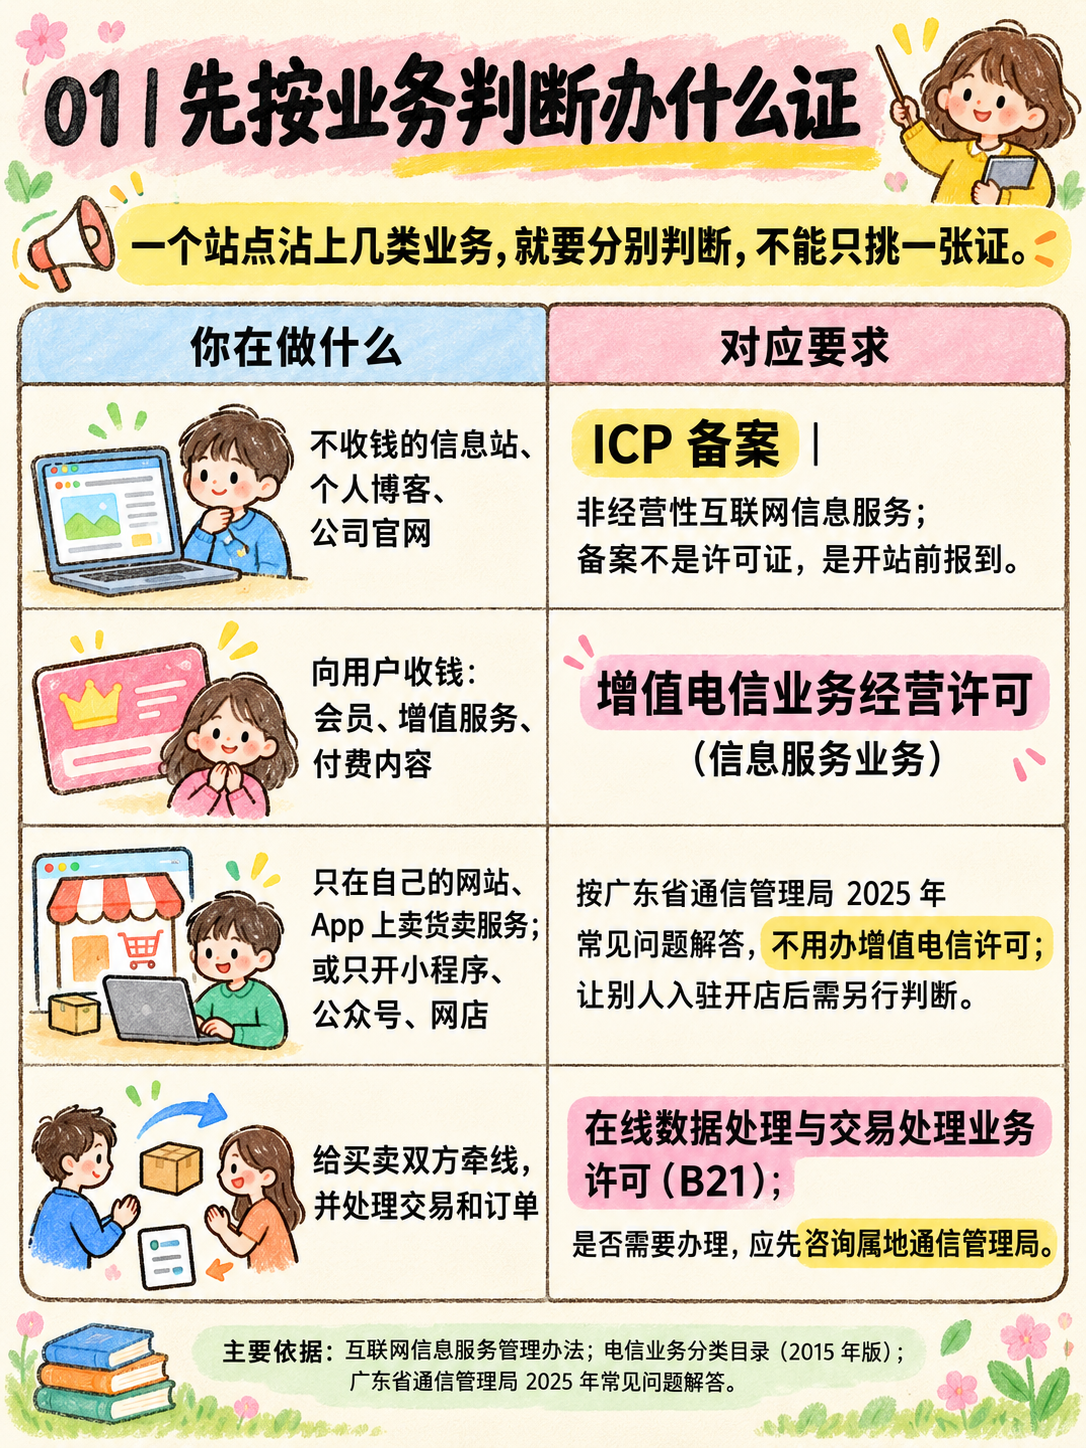 01 | 先按业务判断办什么证
一个站点沾上几类业务,就要分别判断,不能只挑一张证。
你在做什么
对应要求
不收钱的信息站、
个人博客、
公司官网
ICP 备案 |
非经营性互联网信息服务；
备案不是许可证，是开站前报到。
向用户收钱：
会员、增值服务、
付费内容
增值电信业务经营许可
（信息服务业务）
只在自己的网站、
App 上卖货卖服务；
或只开小程序、
公众号、网店
按广东省通信管理局 2025 年
常见问题解答，不用办增值电信许可；
让别人入驻开店后需另行判断。
给买卖双方牵线，
并处理交易和订单
在线数据处理与交易处理业务
许可（B21）；
是否需要办理，应先咨询属地通信管理局。
主要依据：互联网信息服务管理办法；电信业务分类目录（2015 年版）；
广东省通信管理局 2025 年常见问题解答。